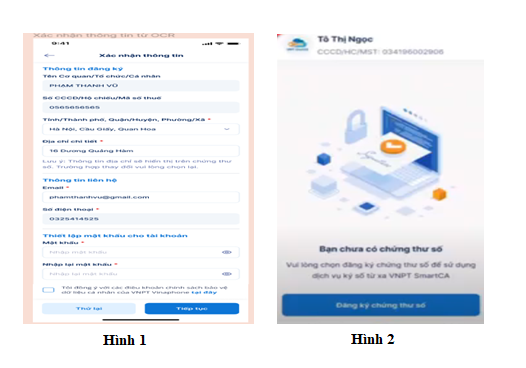 Xác nhận thông tin từ OCR
9:41
Xác nhận thông tin
Thông tin đăng ký
Tên Cơ quan/Tổ chức/Cá nhân
PHẠM THANH VŨ
Số CCCD/Hộ chiếu/Mã số thuế
0565656565
Tỉnh/Thành phố, Quận/Huyện, Phường/Xã *
Hà Nội, Cầu Giấy, Quan Hoa
Địa chỉ chi tiết *
16 Dương Quảng Hàm
Lưu ý: Thông tin địa chỉ sẽ hiển thị trên chứng thư
số. Trường hợp thay đổi vui lòng chọn lại.
Thông tin liên hệ
Email *
phamthanhvu@gmail.com
Số điện thoại *
0325414525
Thiết lập mật khẩu cho tài khoản
Mật khẩu *
Nhập mật khẩu
Nhập lại mật khẩu *
Nhập lại mật khẩu
Tôi đồng ý với các điều khoản chính sách bảo vệ
dữ liệu cá nhân của VNPT Vinaphone tại đây
Thử lại
Tiếp tục
Hình 1
Tô Thị Ngọc
CCCD/HC/MST: 034196002906
Bạn chưa có chứng thư số
Vui lòng chọn đăng ký chứng thư số để sử dụng
dịch vụ ký số từ xa VNPT SmartCA
Đăng ký chứng thư số
Hình 2